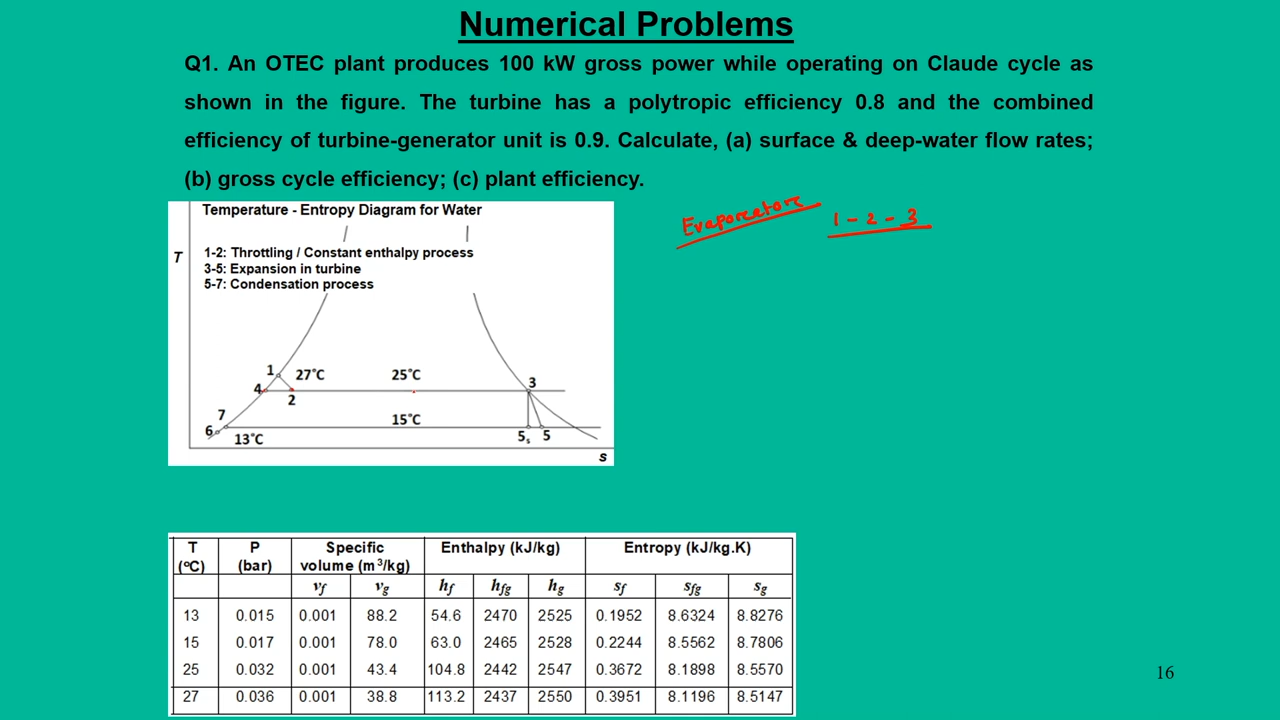 Numerical Problems
Q1. An OTEC plant produces 100 kW gross power while operating on Claude cycle as
shown in the figure. The turbine has a polytropic efficiency 0.8 and the combined
efficiency of turbine-generator unit is 0.9. Calculate, (a) surface & deep-water flow rates;
(b) gross cycle efficiency; (c) plant efficiency.
Evaporators 1-2-3
Temperature - Entropy Diagram for Water
T
1-2: Throttling / Constant enthalpy process
3-5: Expansion in turbine
5-7: Condensation process
1 27°C 25°C 3
4 2
7 15°C
6 13°C 5s 5
s
T (°C) P (bar) Specific volume (m³/kg) Enthalpy (kJ/kg) Entropy (kJ/kg.K)
vf vg hf hfg hg sf sfg sg
13 0.015 0.001 88.2 54.6 2470 2525 0.1952 8.6324 8.8276
15 0.017 0.001 78.0 63.0 2465 2528 0.2244 8.5562 8.7806
25 0.032 0.001 43.4 104.8 2442 2547 0.3672 8.1898 8.5570
27 0.036 0.001 38.8 113.2 2437 2550 0.3951 8.1196 8.5147
16